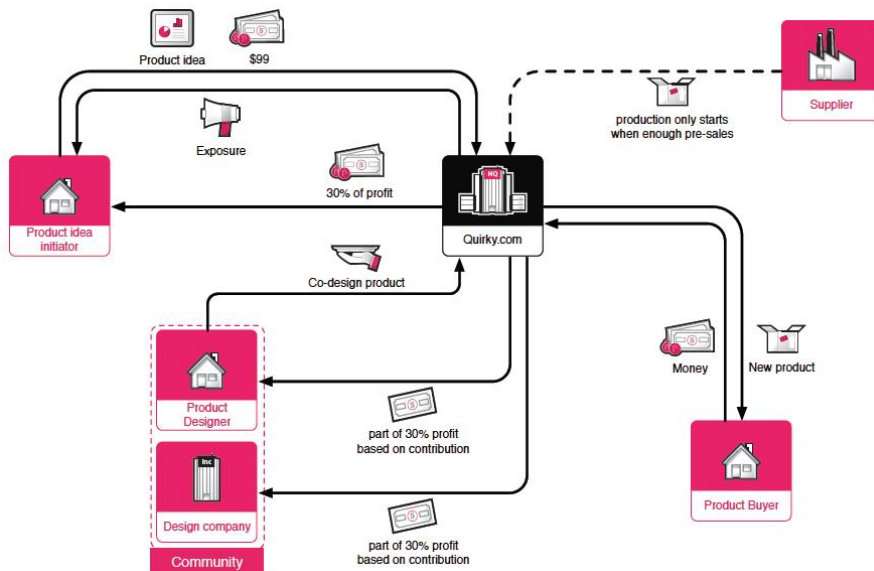 Product idea
$99
Exposure
30% of profit
Product idea
initiator
HQ
Quirky.com
production only starts
when enough pre-sales
Supplier
Co-design product
Product
Designer
part of 30% profit
based on contribution
Money
New product
Product Buyer
Inc
Design company
part of 30% profit
based on contribution
Community